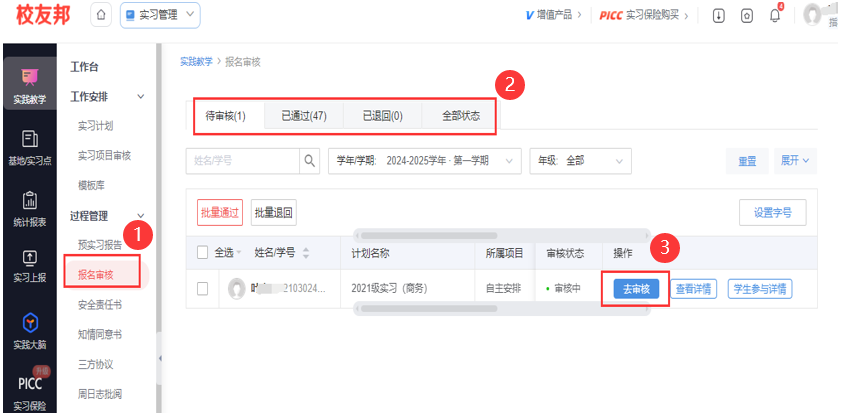 校友邦
实习管理
增值产品
PICC 实习保险购买
4
指
实践教学
基地/实习点
统计报表
实习上报
实践大脑
升级
PICC
实习保险
工作台
工作安排
实习计划
实习项目审核
模板库
过程管理
预实习报告
1
报名审核
安全责任书
知情同意书
三方协议
周日志批阅
实践教学 > 报名审核
2
待审核(1) 已通过(47) 已退回(0) 全部状态
姓名/学号 学年/学期: 2024-2025学年 · 第一学期 年级: 全部 重置 展开
批量通过 批量退回 设置字号
3
全选 姓名/学号 计划名称 所属项目 审核状态 操作
2103024... 2021级实习（商务） 自主安排 审核中 去审核 查看详情 学生参与详情